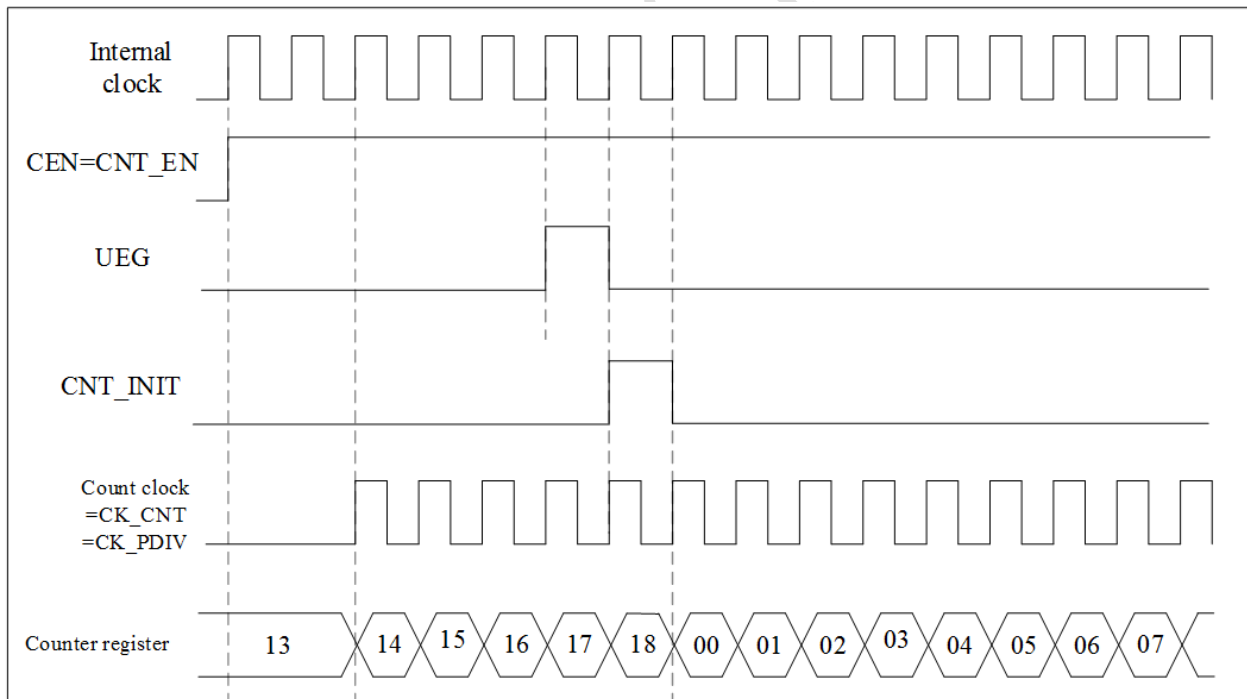 Internal
clock
CEN=CNT_EN
UEG
CNT_INIT
Count clock
=CK_CNT
=CK_PDIV
Counter register
13 14 15 16 17 18 00 01 02 03 04 05 06 07